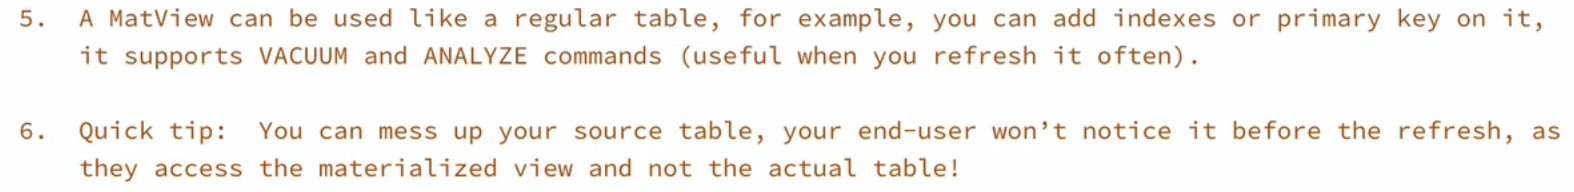 5. A MatView can be used like a regular table, for example, you can add indexes or primary key on it,
it supports VACUUM and ANALYZE commands (useful when you refresh it often).
6. Quick tip: You can mess up your source table, your end-user won’t notice it before the refresh, as
they access the materialized view and not the actual table!